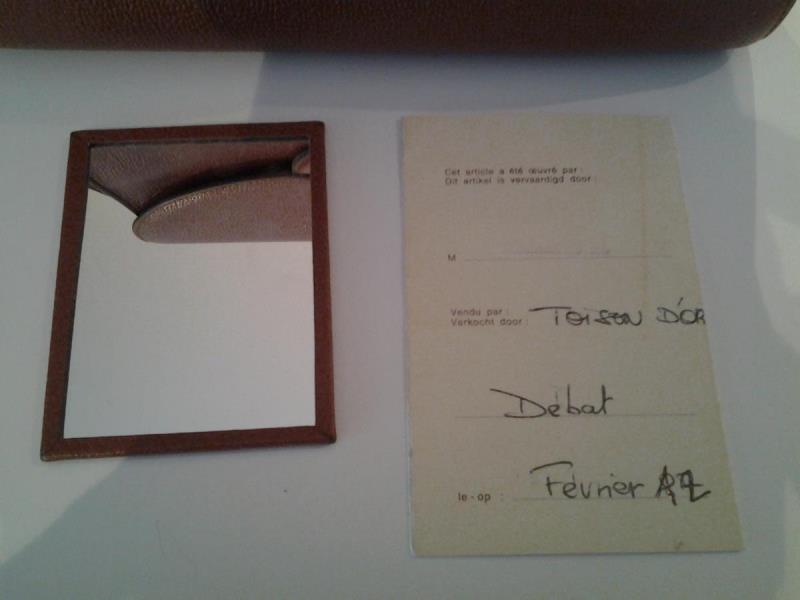 Cet article a été œuvré par :
Dit artikel is vervaardigd door :
M
Vendu par : TOISON D'OR
Verkocht door :
Débat
le - op : Février